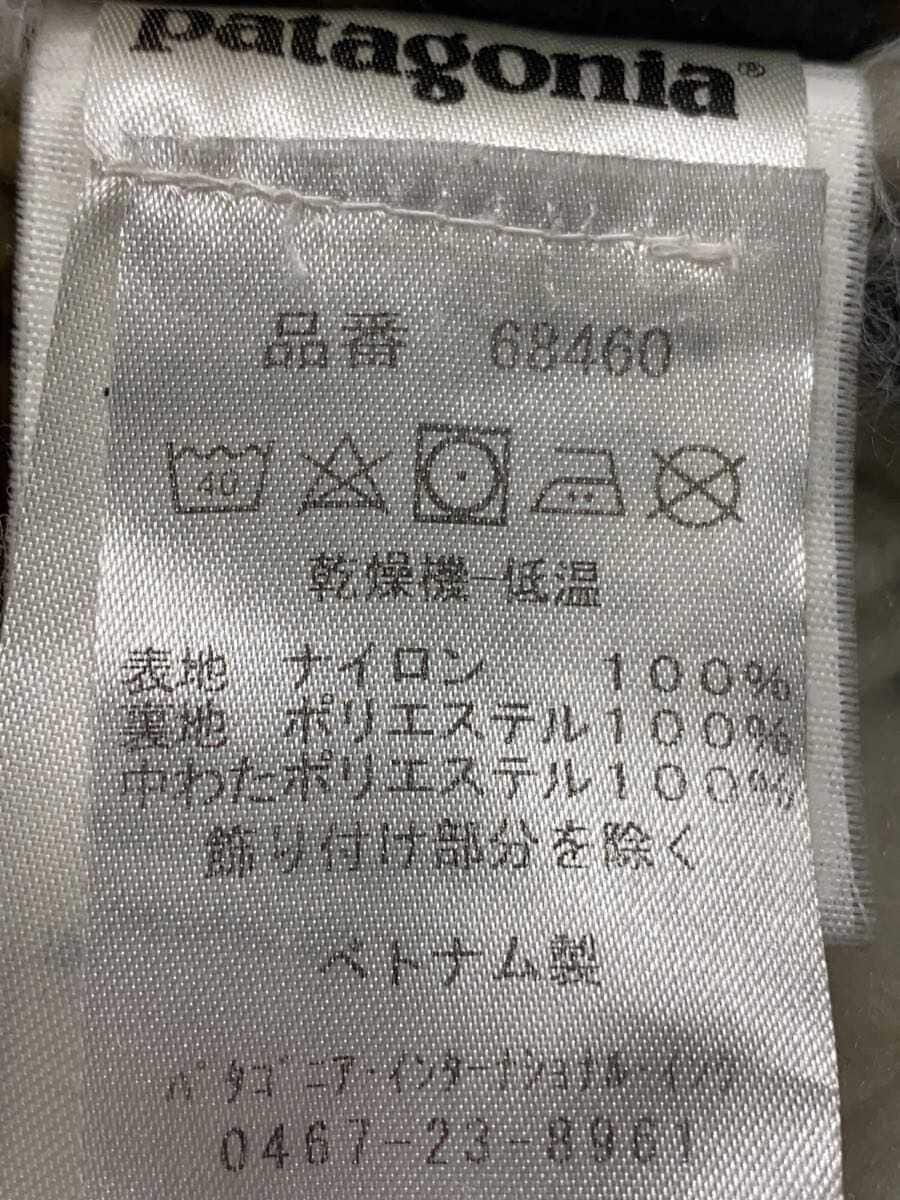 patagonia®
品番 68460
40
乾燥機-低温
表地 ナイロン 100%
裏地 ポリエステル100%
中わたポリエステル100%
飾り付け部分を除く
ベトナム製
パタゴニア・インターナショナル・インク
0467-23-8961